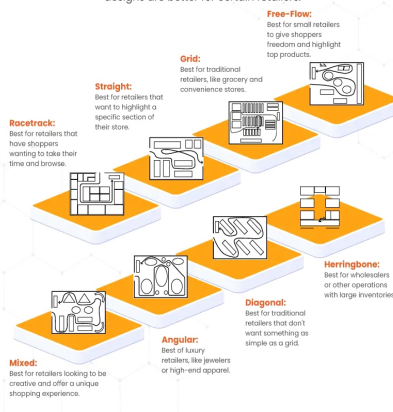 designs are better for certain retailers.
Free-Flow:
Best for small retailers
to give shoppers
freedom and highlight
top products.
Grid:
Best for traditional
retailers, like grocery and
convenience stores.
Straight:
Best for retailers that
want to highlight a
specific section of
their store.
Racetrack:
Best for retailers that
have shoppers
wanting to take their
time and browse.
Herringbone:
Best for wholesalers
or other operations
with large inventories
Diagonal:
Best for traditional
retailers that don't
want something as
simple as a grid.
Angular:
Best of luxury
retailers, like jewelers
or high-end apparel.
Mixed:
Best for retailers looking to be
creative and offer a unique
shopping experience.